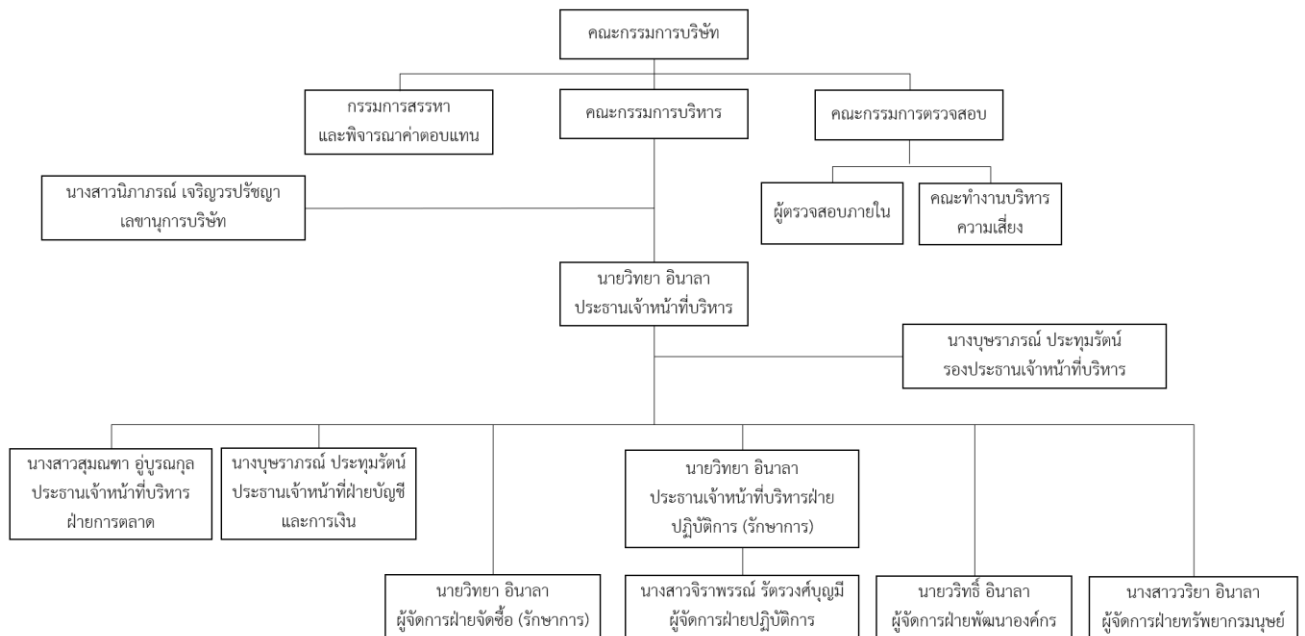 คณะกรรมการบริษัท
กรรมการสรรหา
และพิจารณาค่าตอบแทน
คณะกรรมการบริหาร
คณะกรรมการตรวจสอบ
นางสาวนิภาภรณ์ เจริญวรปรัชญา
เลขานุการบริษัท
ผู้ตรวจสอบภายใน
คณะทำงานบริหาร
ความเสี่ยง
นายวิทยา อินาลา
ประธานเจ้าหน้าที่บริหาร
นางบุษราภรณ์ ประทุมรัตน์
รองประธานเจ้าหน้าที่บริหาร
นางสาวสุมณฑา อู่บูรณกุล
ประธานเจ้าหน้าที่บริหาร
ฝ่ายการตลาด
นางบุษราภรณ์ ประทุมรัตน์
ประธานเจ้าหน้าที่ฝ่ายบัญชี
และการเงิน
นายวิทยา อินาลา
ประธานเจ้าหน้าที่บริหารฝ่าย
ปฏิบัติการ (รักษาการ)
นายวิทยา อินาลา
ผู้จัดการฝ่ายจัดซื้อ (รักษาการ)
นางสาวจิราพรรณ์ รัตรวงศ์บุญมี
ผู้จัดการฝ่ายปฏิบัติการ
นายวริทธิ์ อินาลา
ผู้จัดการฝ่ายพัฒนาองค์กร
นางสาววริยา อินาลา
ผู้จัดการฝ่ายทรัพยากรมนุษย์